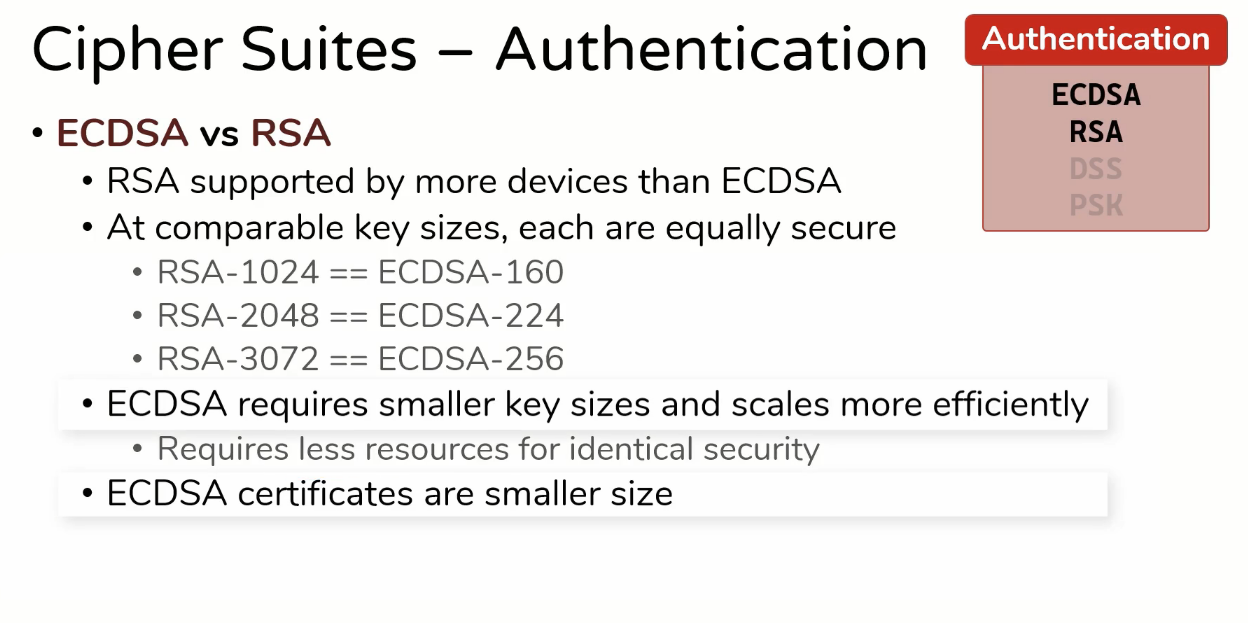 Cipher Suites – Authentication
• ECDSA vs RSA
• RSA supported by more devices than ECDSA
• At comparable key sizes, each are equally secure
• RSA-1024 == ECDSA-160
• RSA-2048 == ECDSA-224
• RSA-3072 == ECDSA-256
• ECDSA requires smaller key sizes and scales more efficiently
• Requires less resources for identical security
• ECDSA certificates are smaller size
Authentication
ECDSA
RSA
DSS
PSK